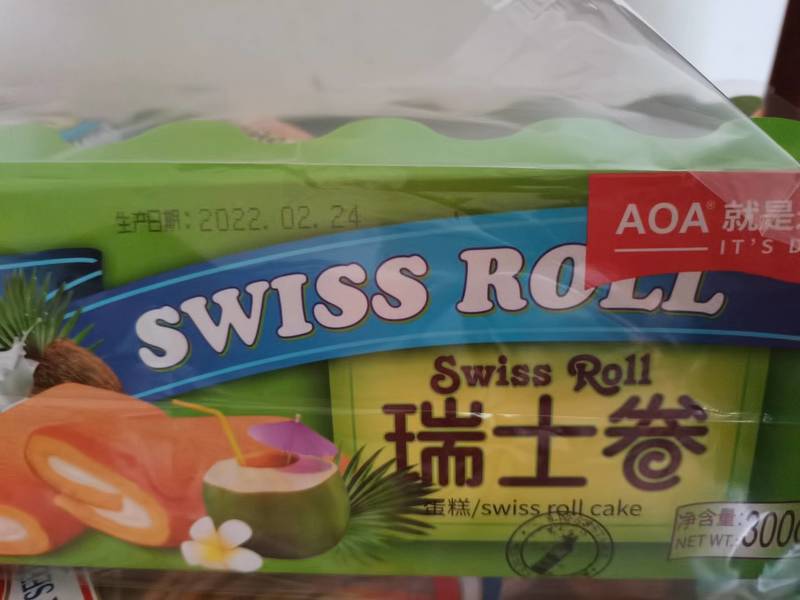 生产日期:2022.02.24
AOA® 就是
IT'S
SWISS ROLL
Swiss Roll
瑞士卷
蛋糕/swiss roll cake
净含量:
NET WT.:300